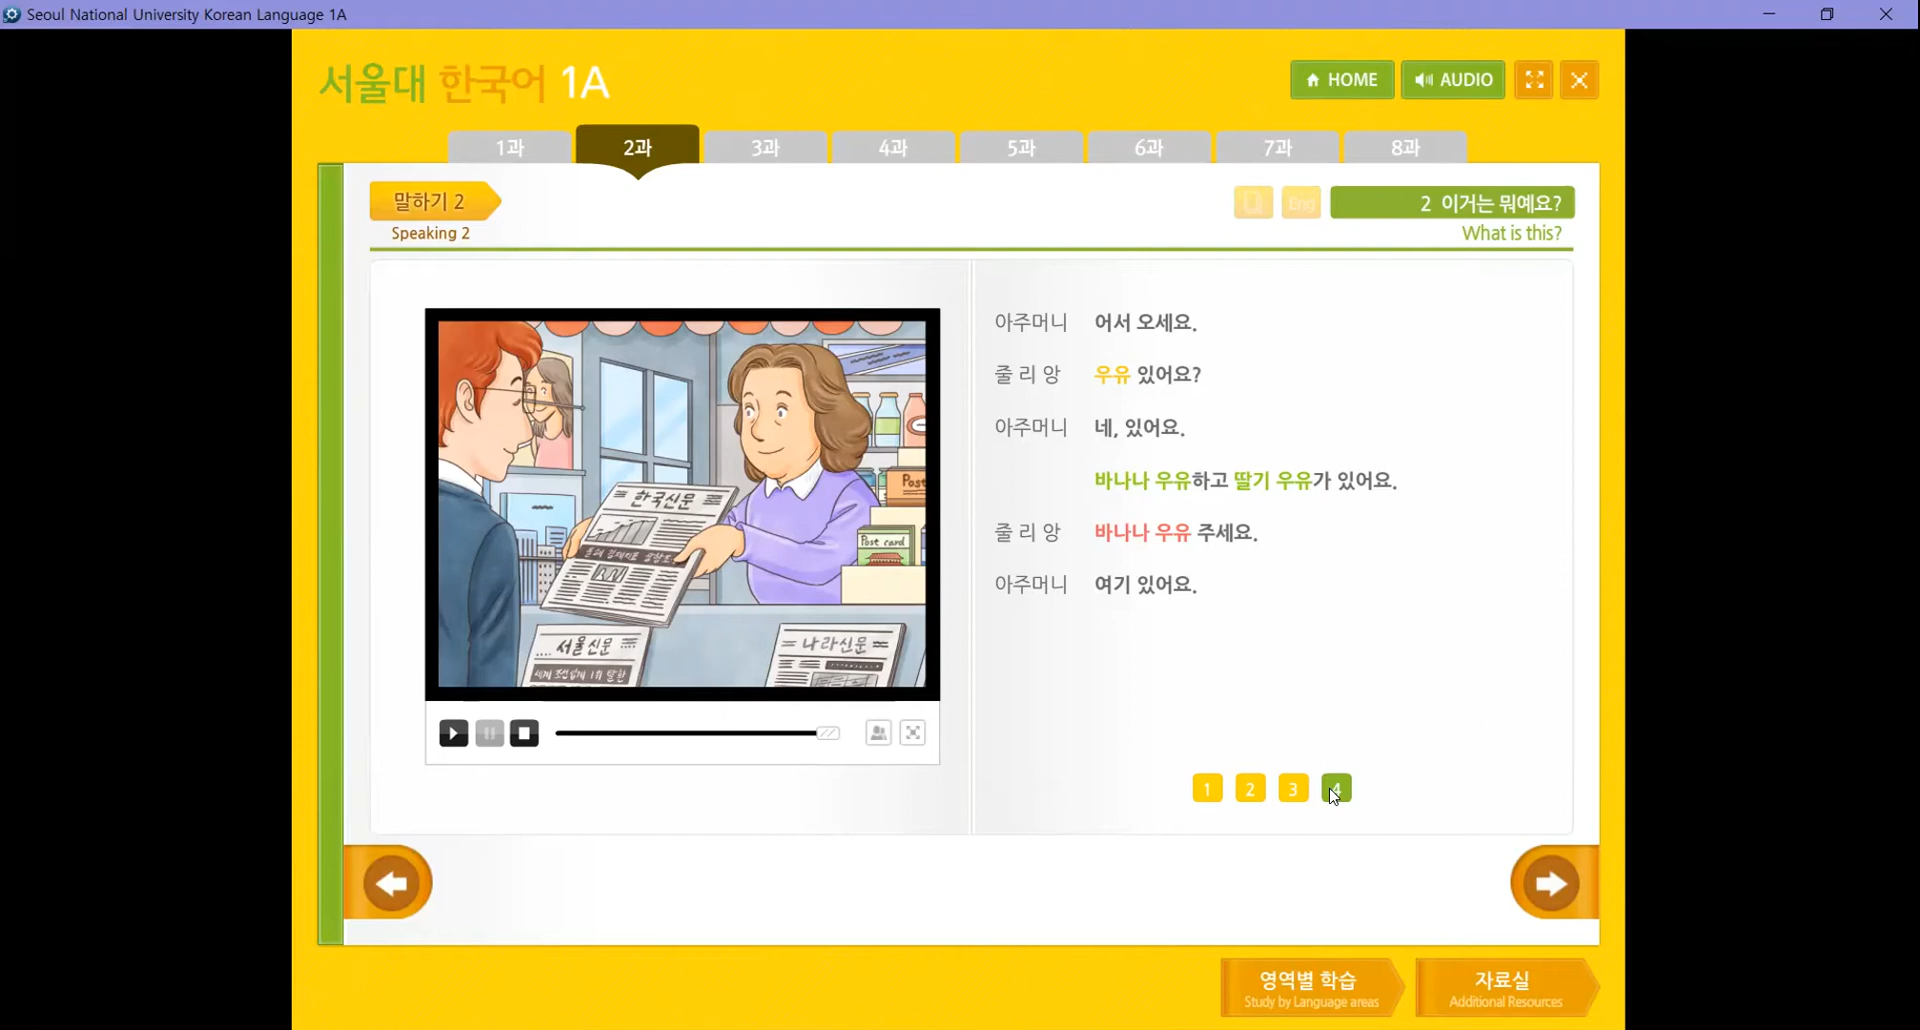 Seoul National University Korean Language 1A
서울대 한국어 1A
HOME
AUDIO
1과
2과
3과
4과
5과
6과
7과
8과
말하기 2
Speaking 2
Eng
2 이거는 뭐예요?
What is this?
아주머니 어서 오세요.
줄 리 앙 우유 있어요?
아주머니 네, 있어요.
바나나 우유하고 딸기 우유가 있어요.
줄 리 앙 바나나 우유 주세요.
아주머니 여기 있어요.
한국신문
Post
Post card
서울신문
나라신문
1 2 3 4
영역별 학습
Study by Language areas
자료실
Additional Resources